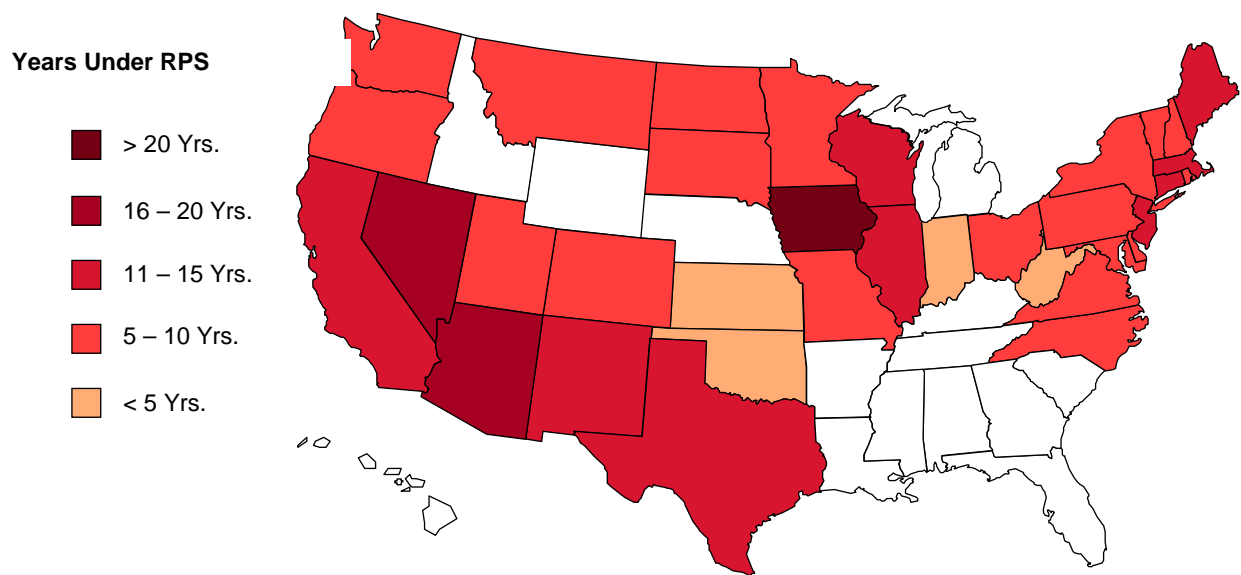 Years Under RPS
> 20 Yrs.
16 – 20 Yrs.
11 – 15 Yrs.
5 – 10 Yrs.
< 5 Yrs.